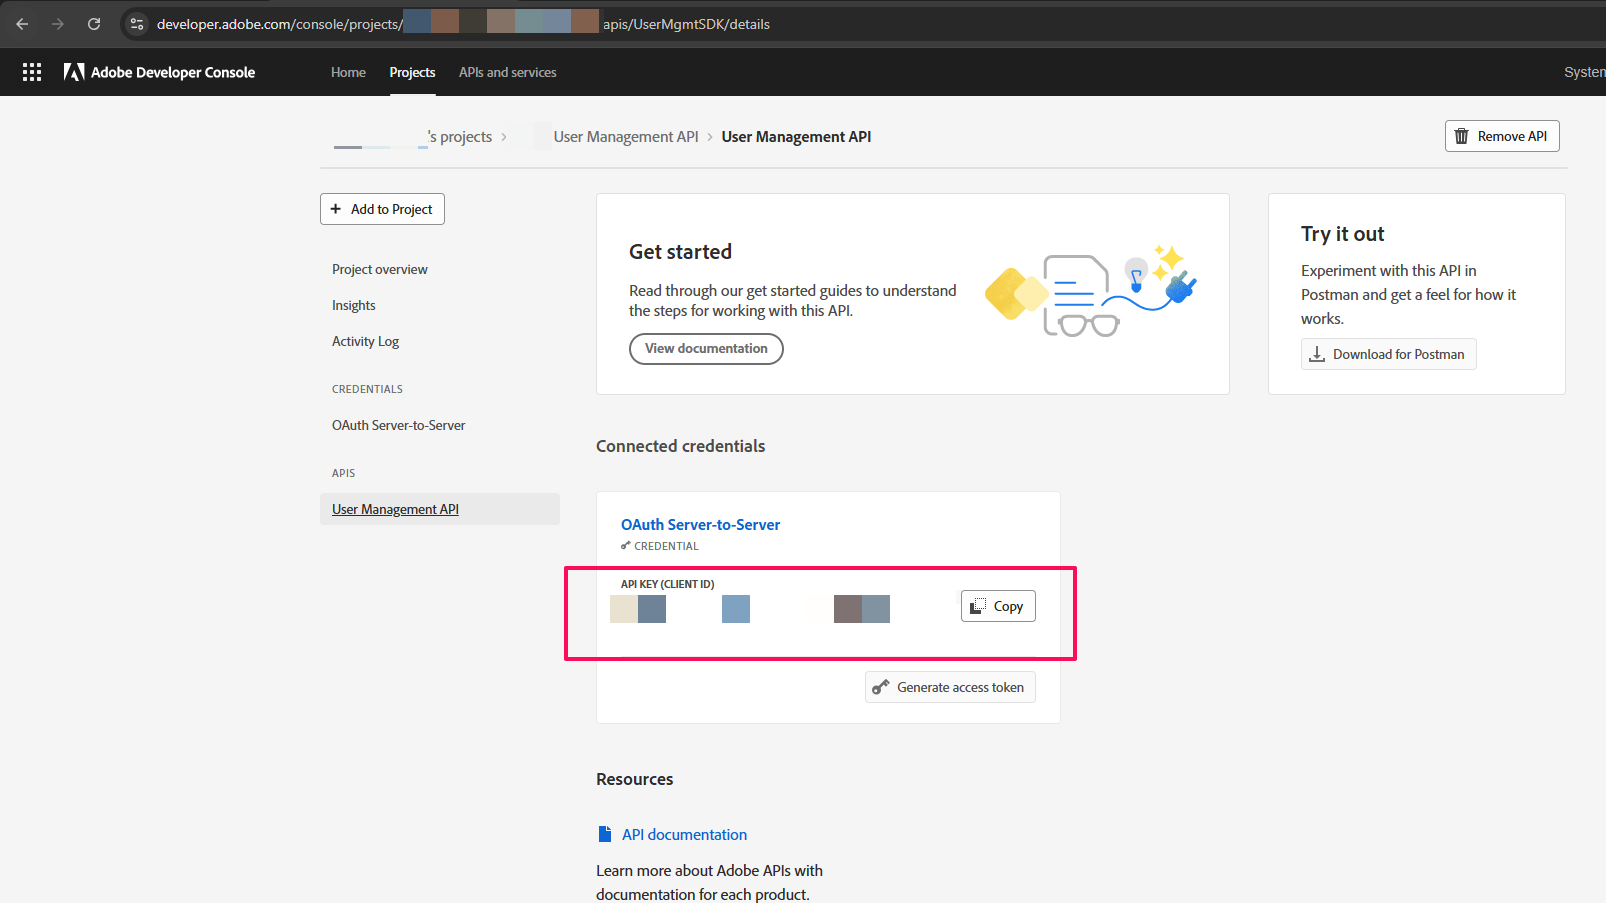 developer.adobe.com/console/projects/ apis/UserMgmtSDK/details
Adobe Developer Console
Home
Projects
APIs and services
System
's projects > User Management API > User Management API
Remove API
+ Add to Project
Project overview
Insights
Activity Log
CREDENTIALS
OAuth Server-to-Server
APIS
User Management API
Get started
Read through our get started guides to understand
the steps for working with this API.
View documentation
Try it out
Experiment with this API in
Postman and get a feel for how it
works.
Download for Postman
Connected credentials
OAuth Server-to-Server
CREDENTIAL
API KEY (CLIENT ID)
Copy
Generate access token
Resources
API documentation
Learn more about Adobe APIs with
documentation for each product.